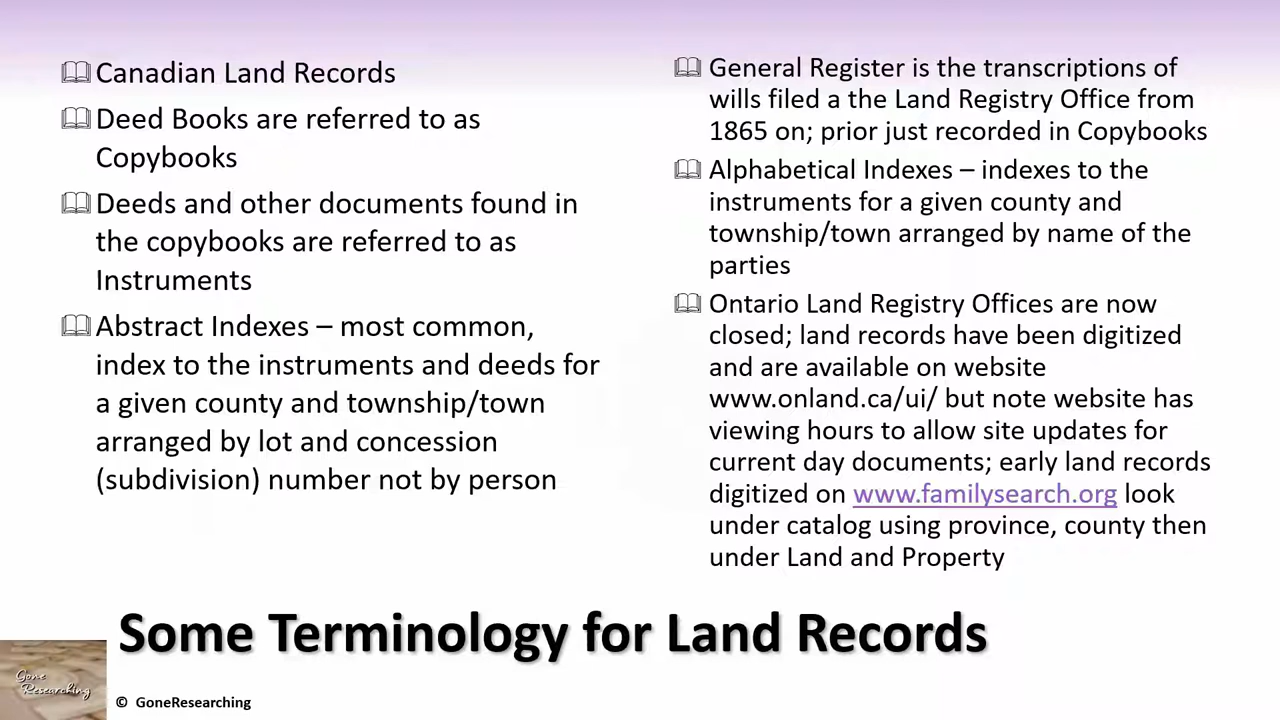 Canadian Land Records
Deed Books are referred to as
Copybooks
Deeds and other documents found in
the copybooks are referred to as
Instruments
Abstract Indexes – most common,
index to the instruments and deeds for
a given county and township/town
arranged by lot and concession
(subdivision) number not by person
General Register is the transcriptions of
wills filed a the Land Registry Office from
1865 on; prior just recorded in Copybooks
Alphabetical Indexes – indexes to the
instruments for a given county and
township/town arranged by name of the
parties
Ontario Land Registry Offices are now
closed; land records have been digitized
and are available on website
www.onland.ca/ui/ but note website has
viewing hours to allow site updates for
current day documents; early land records
digitized on www.familysearch.org look
under catalog using province, county then
under Land and Property
Some Terminology for Land Records
Gone
Researching
© GoneResearching